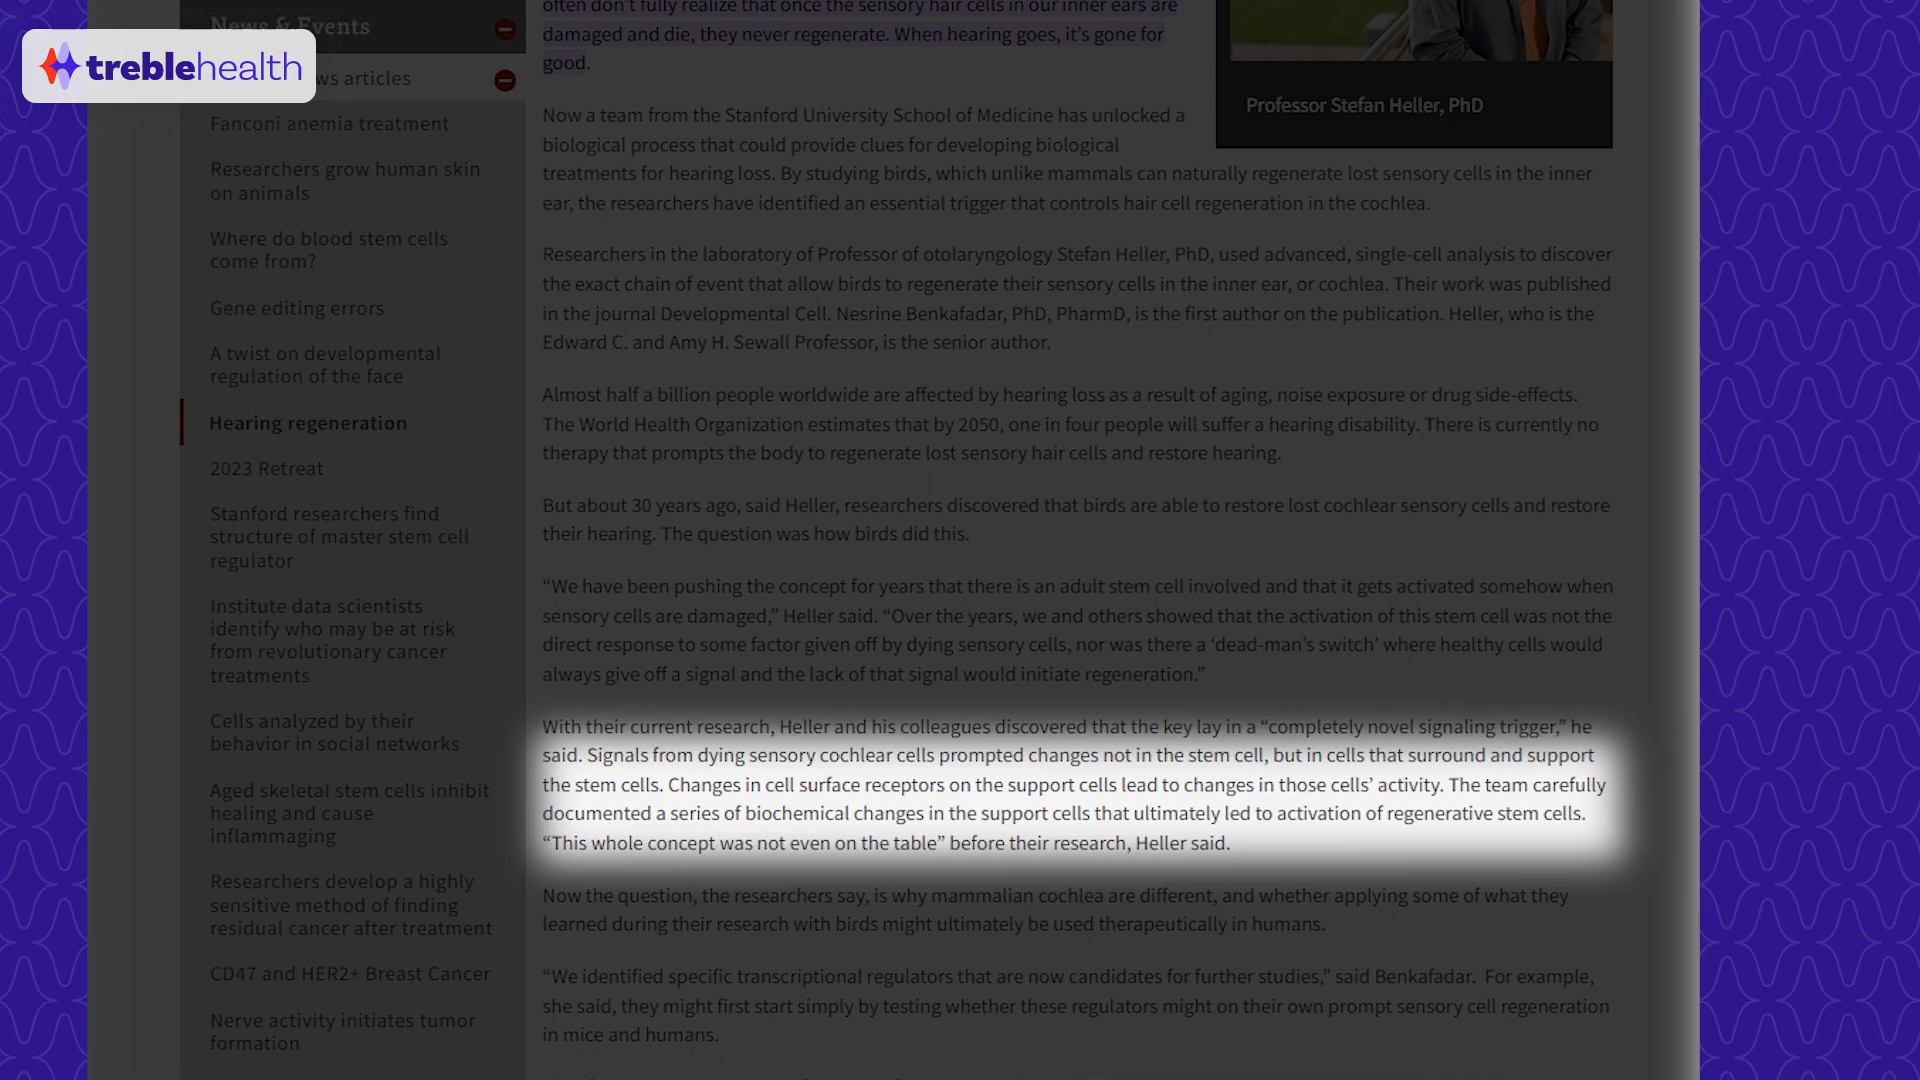 News & Events
treblehealth
ws articles
Fanconi anemia treatment
Researchers grow human skin
on animals
Where do blood stem cells
come from?
Gene editing errors
A twist on developmental
regulation of the face
Hearing regeneration
2023 Retreat
Stanford researchers find
structure of master stem cell
regulator
Institute data scientists
identify who may be at risk
from revolutionary cancer
treatments
Cells analyzed by their
behavior in social networks
Aged skeletal stem cells inhibit
healing and cause
inflammaging
Researchers develop a highly
sensitive method of finding
residual cancer after treatment
CD47 and HER2+ Breast Cancer
Nerve activity initiates tumor
formation
often don't fully realize that once the sensory hair cells in our inner ears are
damaged and die, they never regenerate. When hearing goes, it's gone for
good.
Professor Stefan Heller, PhD
Now a team from the Stanford University School of Medicine has unlocked a
biological process that could provide clues for developing biological
treatments for hearing loss. By studying birds, which unlike mammals can naturally regenerate lost sensory cells in the inner
ear, the researchers have identified an essential trigger that controls hair cell regeneration in the cochlea.
Researchers in the laboratory of Professor of otolaryngology Stefan Heller, PhD, used advanced, single-cell analysis to discover
the exact chain of event that allow birds to regenerate their sensory cells in the inner ear, or cochlea. Their work was published
in the journal Developmental Cell. Nesrine Benkafadar, PhD, PharmD, is the first author on the publication. Heller, who is the
Edward C. and Amy H. Sewall Professor, is the senior author.
Almost half a billion people worldwide are affected by hearing loss as a result of aging, noise exposure or drug side-effects.
The World Health Organization estimates that by 2050, one in four people will suffer a hearing disability. There is currently no
therapy that prompts the body to regenerate lost sensory hair cells and restore hearing.
But about 30 years ago, said Heller, researchers discovered that birds are able to restore lost cochlear sensory cells and restore
their hearing. The question was how birds did this.
“We have been pushing the concept for years that there is an adult stem cell involved and that it gets activated somehow when
sensory cells are damaged,” Heller said. “Over the years, we and others showed that the activation of this stem cell was not the
direct response to some factor given off by dying sensory cells, nor was there a ‘dead-man’s switch’ where healthy cells would
always give off a signal and the lack of that signal would initiate regeneration.”
With their current research, Heller and his colleagues discovered that the key lay in a “completely novel signaling trigger,” he
said. Signals from dying sensory cochlear cells prompted changes not in the stem cell, but in cells that surround and support
the stem cells. Changes in cell surface receptors on the support cells lead to changes in those cells’ activity. The team carefully
documented a series of biochemical changes in the support cells that ultimately led to activation of regenerative stem cells.
“This whole concept was not even on the table” before their research, Heller said.
Now the question, the researchers say, is why mammalian cochlea are different, and whether applying some of what they
learned during their research with birds might ultimately be used therapeutically in humans.
“We identified specific transcriptional regulators that are now candidates for further studies,” said Benkafadar. For example,
she said, they might first start simply by testing whether these regulators might on their own prompt sensory cell regeneration
in mice and humans.